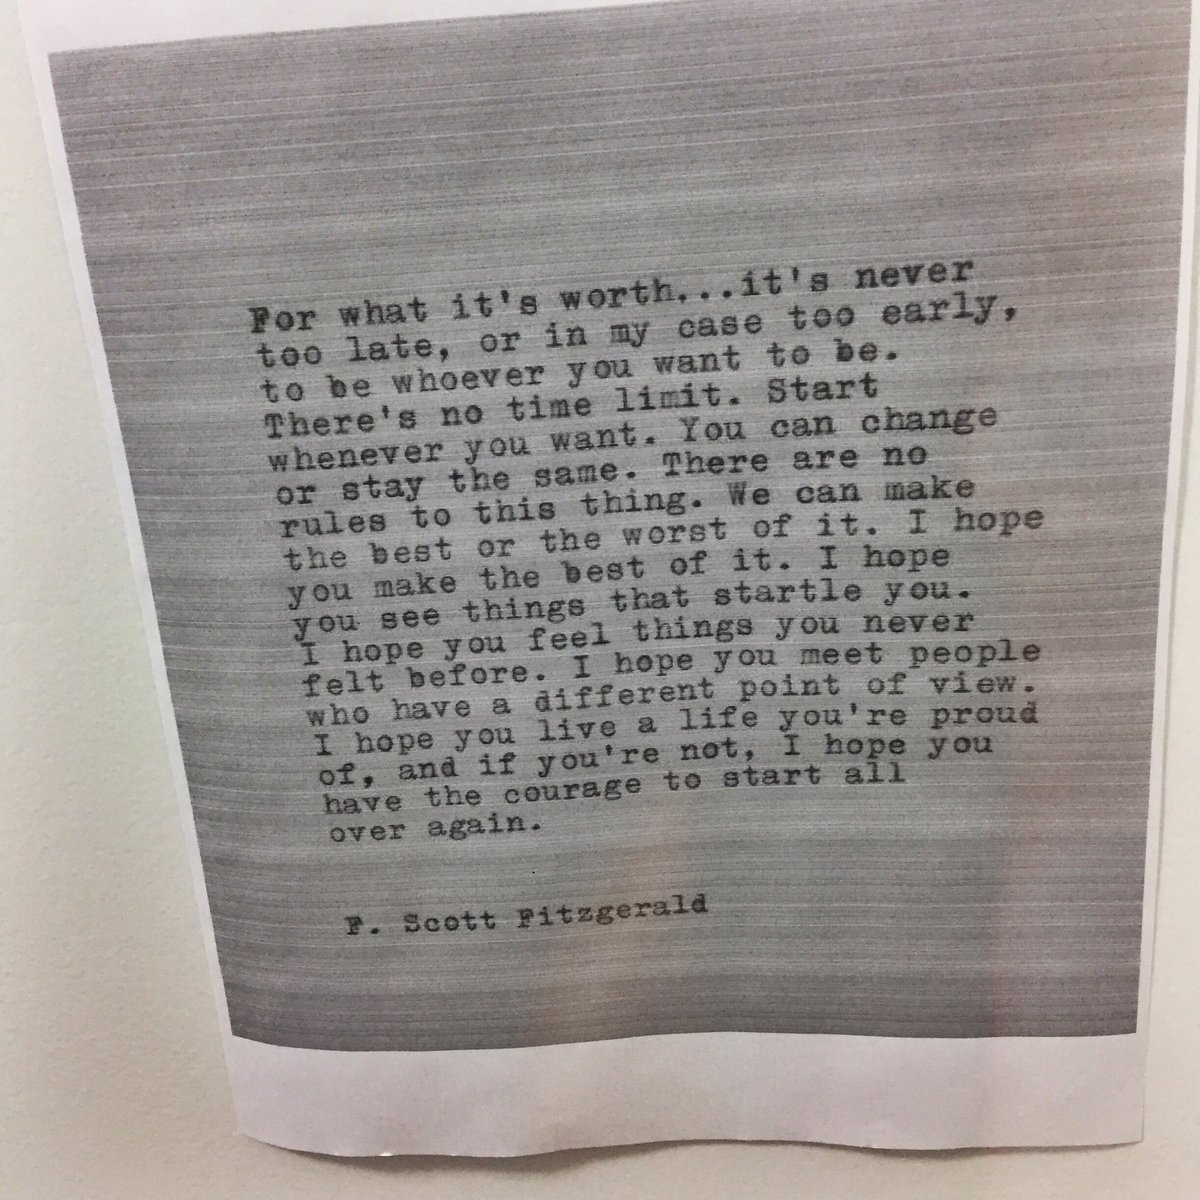 For what it's worth...it's never
too late, or in my case too early,
to be whoever you want to be.
There's no time limit. Start
whenever you want. You can change
or stay the same. There are no
rules to this thing. We can make
the best or the worst of it. I hope
you make the best of it. I hope
you see things that startle you.
I hope you feel things you never
felt before. I hope you meet people
who have a different point of view.
I hope you live a life you're proud
of, and if you're not, I hope you
have the courage to start all
over again.
F. Scott Fitzgerald